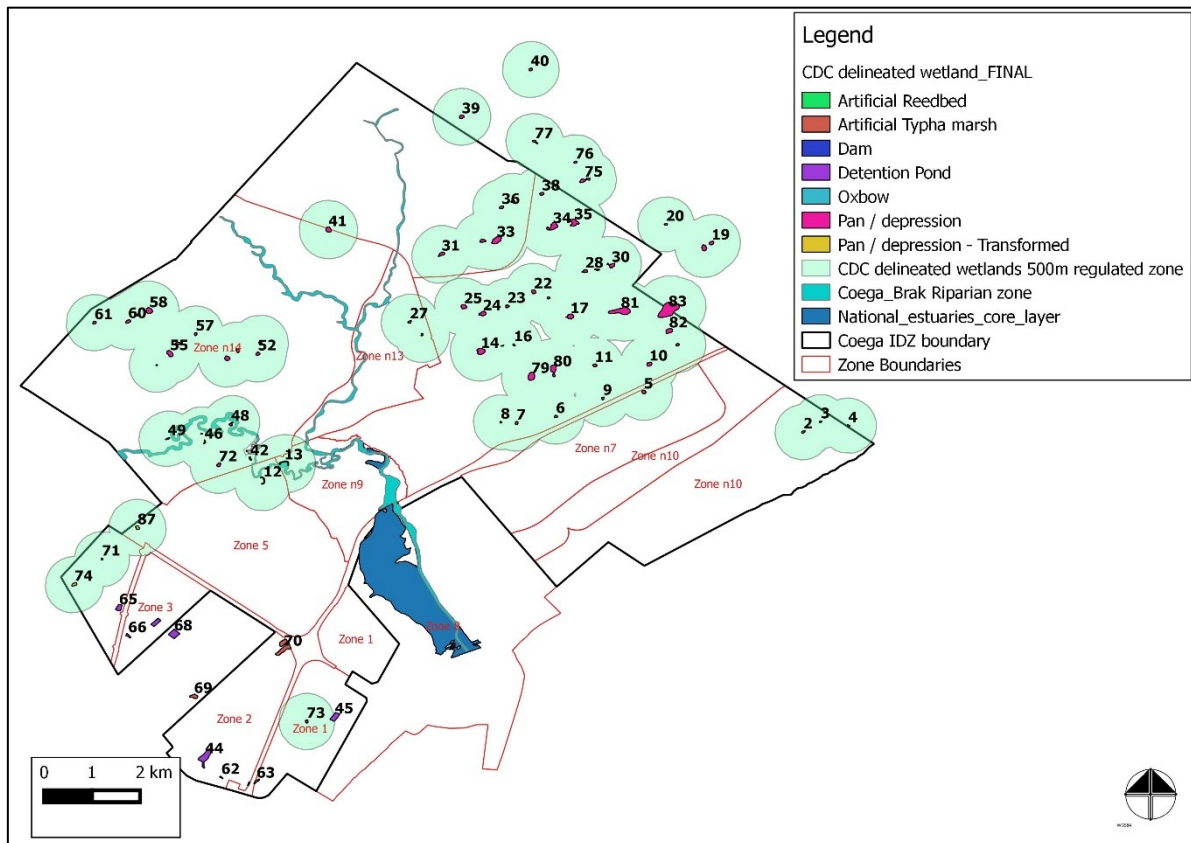 Legend
CDC delineated wetland_FINAL
Artificial Reedbed
Artificial Typha marsh
Dam
Detention Pond
Oxbow
Pan / depression
Pan / depression - Transformed
CDC delineated wetlands 500m regulated zone
Coega_Brak Riparian zone
National_estuaries_core_layer
Coega IDZ boundary
Zone Boundaries
40
39
77
76
75
38
36
41
34 35
20
33
19
31
28 30
22
58
25 24 23
17 81 83
61 60
27
57
82
16
55 Zone n14 52
14
Zone n13
11 10
79 80
5
9
48
8 7 6
3
49 46
2 4
42
13
Zone n7
72
12
Zone n10
Zone n9
Zone n10
87
Zone 5
71
74
65 Zone 3
66 68
Zone 8
70 Zone 1
69
73 45
Zone 2
Zone 1
44
62 63
0 1 2 km